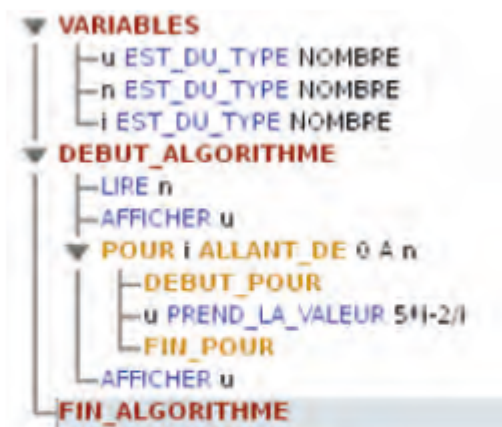 VARIABLES
u EST_DU_TYPE NOMBRE
n EST_DU_TYPE NOMBRE
i EST_DU_TYPE NOMBRE
DEBUT_ALGORITHME
LIRE n
AFFICHER u
POUR i ALLANT_DE 0 A n
DEBUT_POUR
u PREND_LA_VALEUR 5*i-2/i
FIN_POUR
AFFICHER u
FIN_ALGORITHME